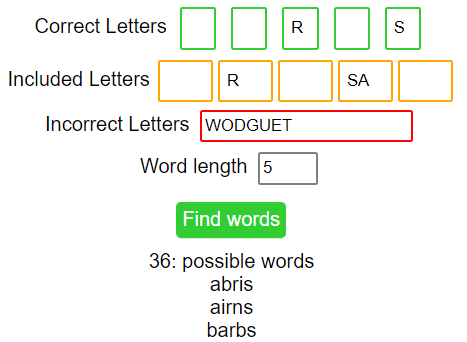 Correct Letters R S
Included Letters R SA
Incorrect Letters WODGUET
Word length 5
Find words
36: possible words
abris
airns
barbs